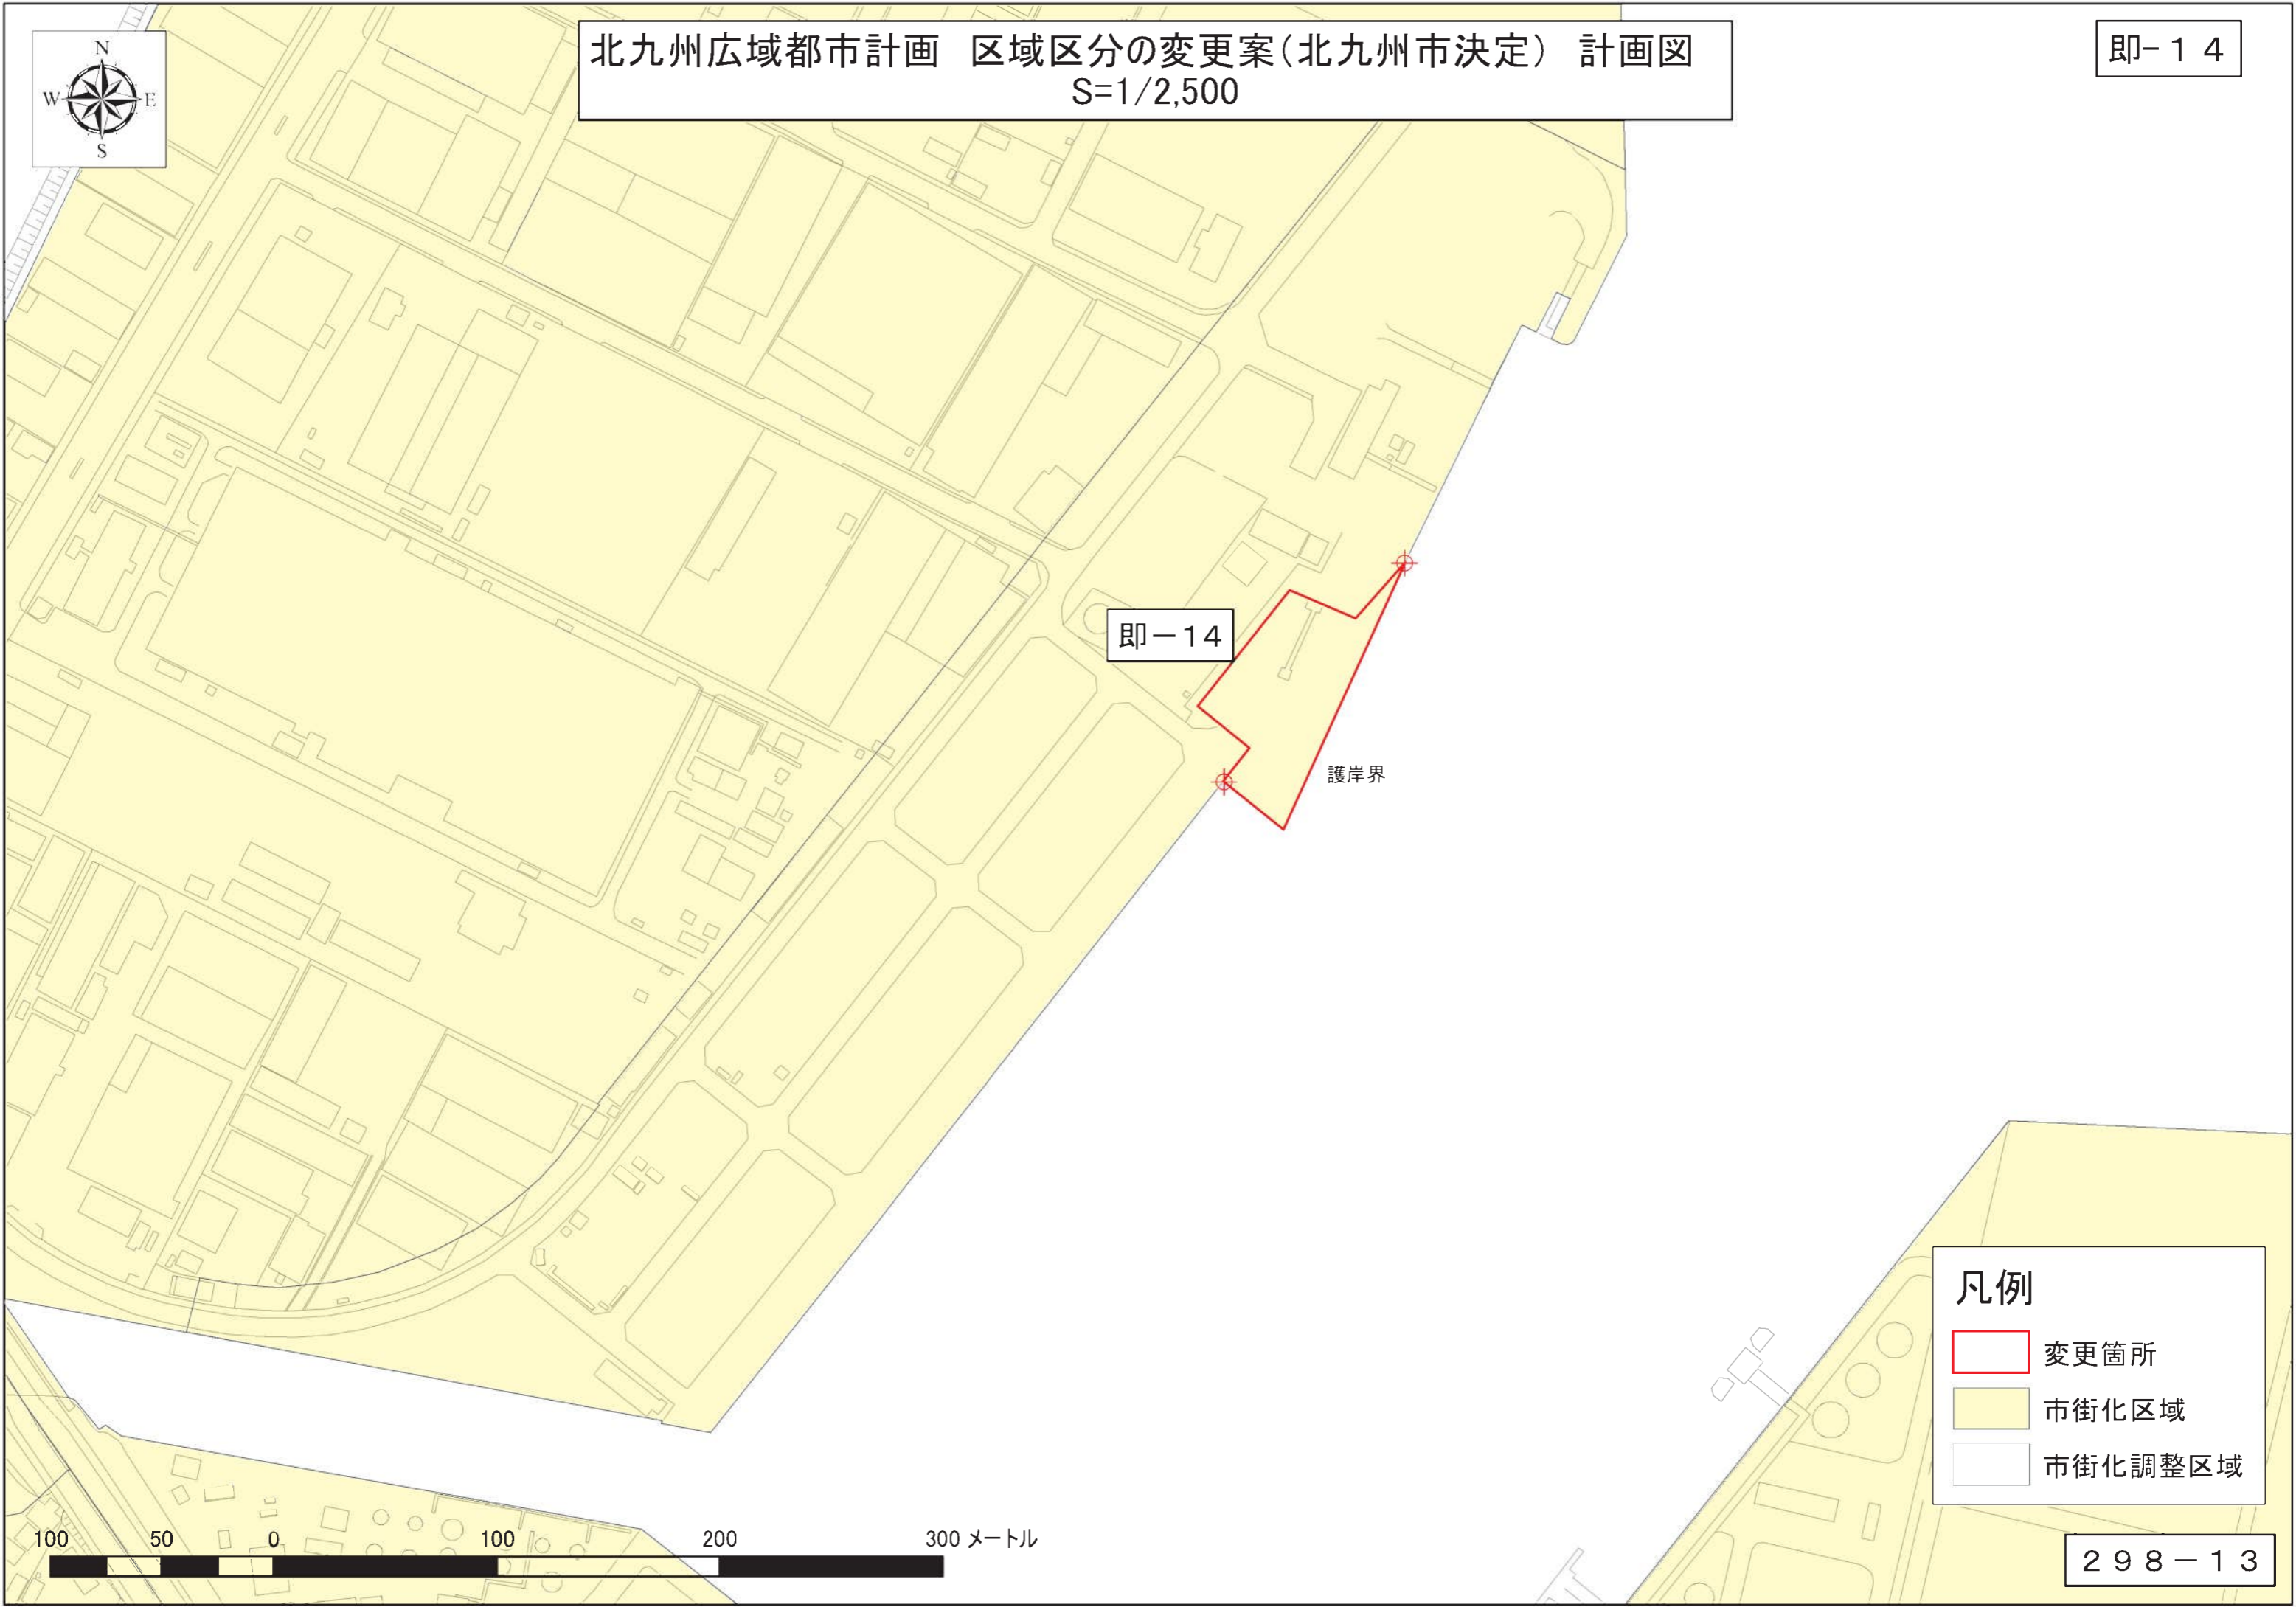 北九州広域都市計画　区域区分の変更案(北九州市決定)　計画図
S=1/2,500
即-14
N
W E
S
即－14
護岸界
凡例
変更箇所
市街化区域
市街化調整区域
100 50 0 100 200 300 メートル
298－13